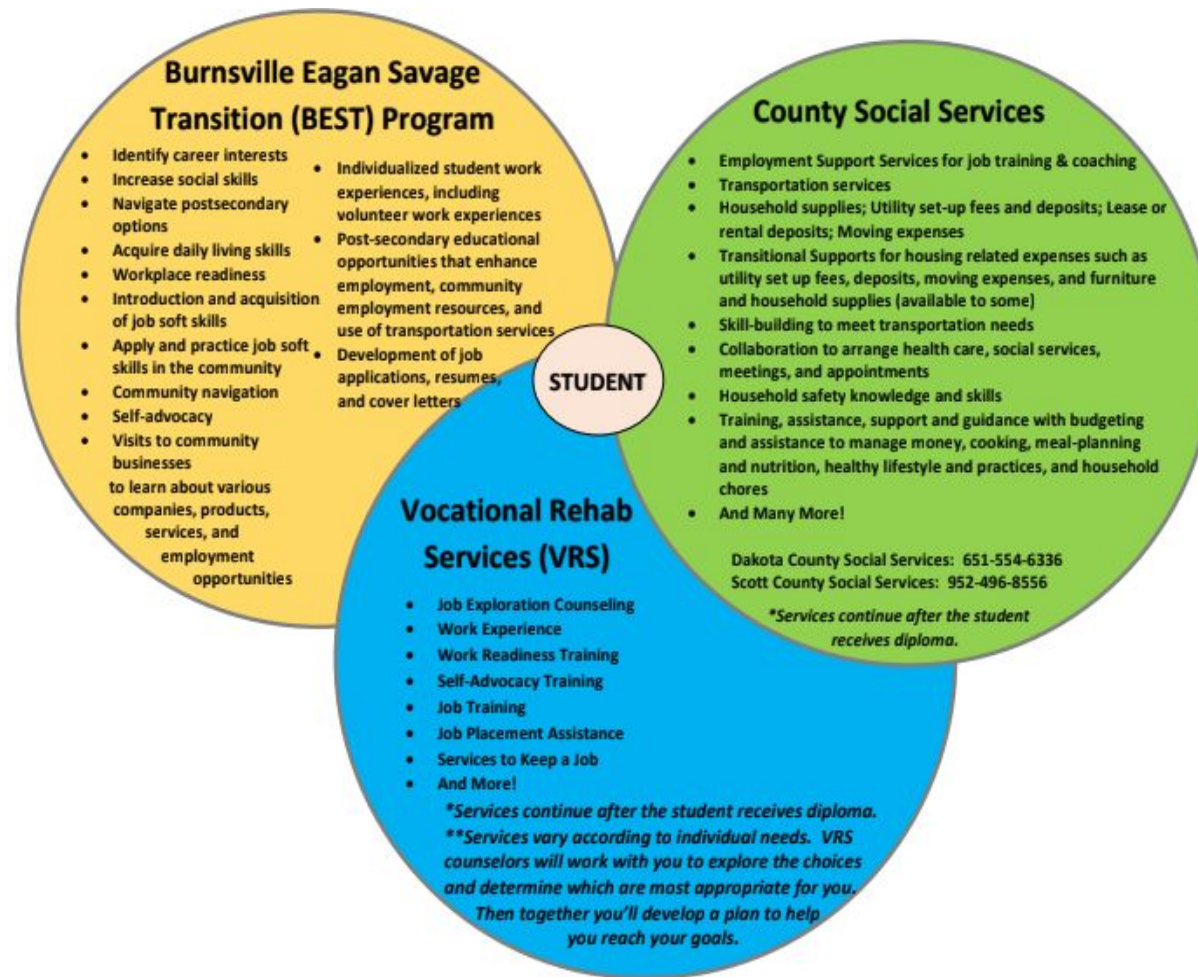 Burnsville Eagan Savage
Transition (BEST) Program
• Identify career interests
• Increase social skills
• Navigate postsecondary
options
• Acquire daily living skills
• Workplace readiness
• Introduction and acquisition
of job soft skills
• Apply and practice job soft
skills in the community
• Community navigation
• Self-advocacy
• Visits to community
businesses
to learn about various
companies, products,
services, and
employment
opportunities
• Individualized student work
experiences, including
volunteer work experiences
• Post-secondary educational
opportunities that enhance
employment, community
employment resources, and
use of transportation services
• Development of job
applications, resumes,
and cover letters
STUDENT
County Social Services
• Employment Support Services for job training & coaching
• Transportation services
• Household supplies; Utility set-up fees and deposits; Lease or
rental deposits; Moving expenses
• Transitional Supports for housing related expenses such as
utility set up fees, deposits, moving expenses, and furniture
and household supplies (available to some)
• Skill-building to meet transportation needs
• Collaboration to arrange health care, social services,
meetings, and appointments
• Household safety knowledge and skills
• Training, assistance, support and guidance with budgeting
and assistance to manage money, cooking, meal-planning
and nutrition, healthy lifestyle and practices, and household
chores
• And Many More!
Dakota County Social Services: 651-554-6336
Scott County Social Services: 952-496-8556
*Services continue after the student
receives diploma.
Vocational Rehab
Services (VRS)
• Job Exploration Counseling
• Work Experience
• Work Readiness Training
• Self-Advocacy Training
• Job Training
• Job Placement Assistance
• Services to Keep a Job
• And More!
*Services continue after the student receives diploma.
**Services vary according to individual needs. VRS
counselors will work with you to explore the choices
and determine which are most appropriate for you.
Then together you'll develop a plan to help
you reach your goals.